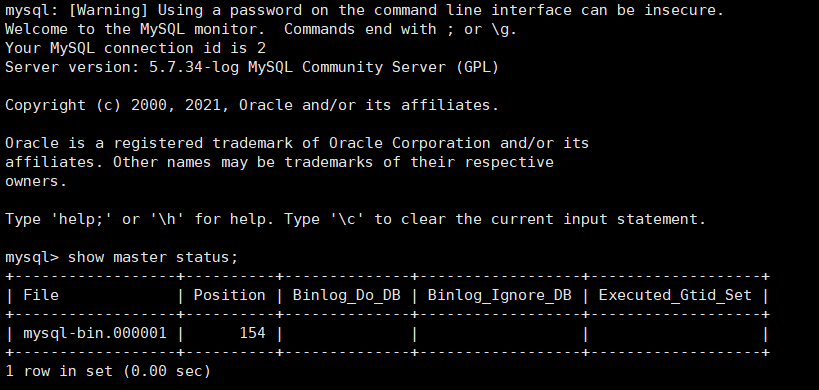 mysql: [Warning] Using a password on the command line interface can be insecure.
Welcome to the MySQL monitor.  Commands end with ; or \g.
Your MySQL connection id is 2
Server version: 5.7.34-log MySQL Community Server (GPL)

Copyright (c) 2000, 2021, Oracle and/or its affiliates.

Oracle is a registered trademark of Oracle Corporation and/or its
affiliates. Other names may be trademarks of their respective
owners.

Type 'help;' or '\h' for help. Type '\c' to clear the current input statement.

mysql> show master status;
+------------------+----------+--------------+------------------+-------------------+
| File             | Position | Binlog_Do_DB | Binlog_Ignore_DB | Executed_Gtid_Set |
+------------------+----------+--------------+------------------+-------------------+
| mysql-bin.000001 |      154 |              |                  |                   |
+------------------+----------+--------------+------------------+-------------------+
1 row in set (0.00 sec)